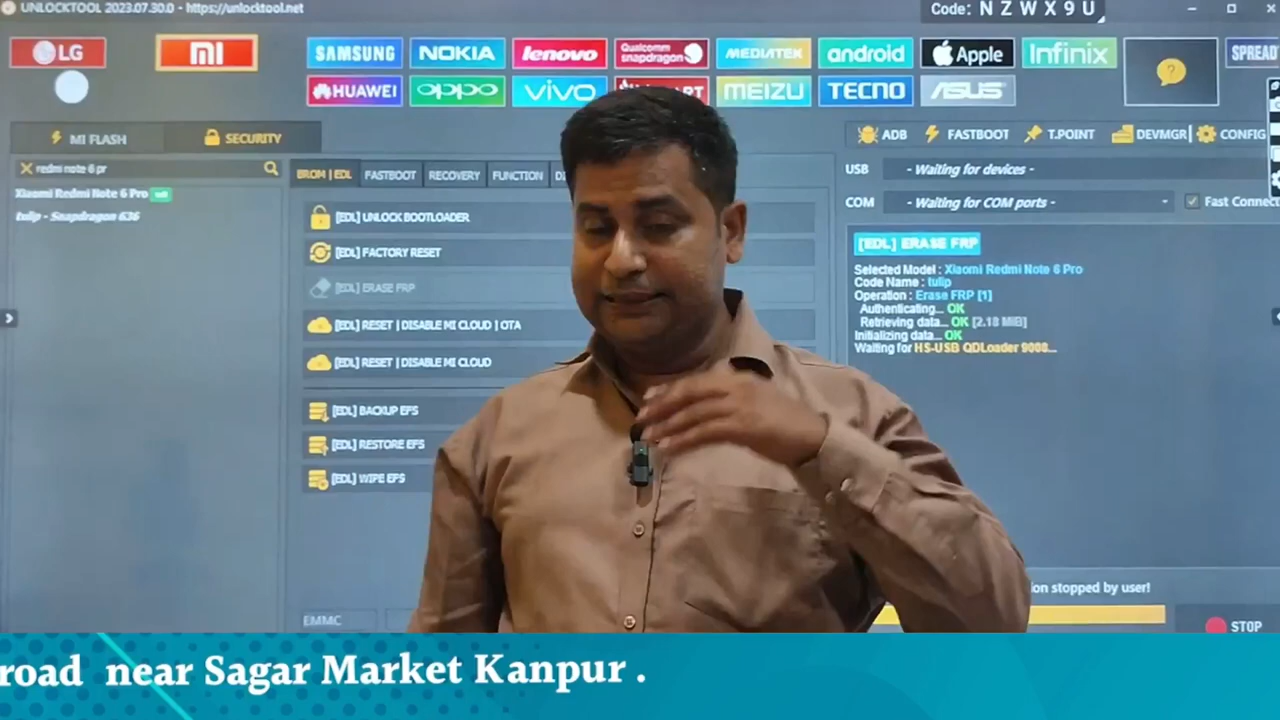 UNLOCKTOOL 2023.07.30.0 - https://unlocktool.net
Code: N Z W X 9 U
LG
MI
SAMSUNG
NOKIA
lenovo
Qualcomm snapdragon
MEDIATEK
android
Apple
Infinix
SPREAD
HUAWEI
oppo
vivo
ART
MEIZU
TECNO
ASUS
MI FLASH
SECURITY
ADB
FASTBOOT
T.POINT
DEVMGR
CONFIG
redmi note 6 pr
BROM | EDL
FASTBOOT
RECOVERY
FUNCTION
USB
- Waiting for devices -
Xiaomi Redmi Note 6 Pro
tulip - Snapdragon 636
COM
- Waiting for COM ports -
Fast Connect
[EDL] UNLOCK BOOTLOADER
[EDL] FACTORY RESET
[EDL] ERASE FRP
[EDL] RESET | DISABLE MI CLOUD | OTA
[EDL] RESET | DISABLE MI CLOUD
[EDL] BACKUP EFS
[EDL] RESTORE EFS
[EDL] WIPE EFS
[EDL] ERASE FRP
Selected Model : Xiaomi Redmi Note 6 Pro
Code Name : tulip
Operation : Erase FRP [1]
Authenticating... OK
Retrieving data... OK [2.18 MiB]
Initializing data... OK
Waiting for HS-USB QDLoader 9008...
on stopped by user!
EMMC
STOP
road near Sagar Market Kanpur .